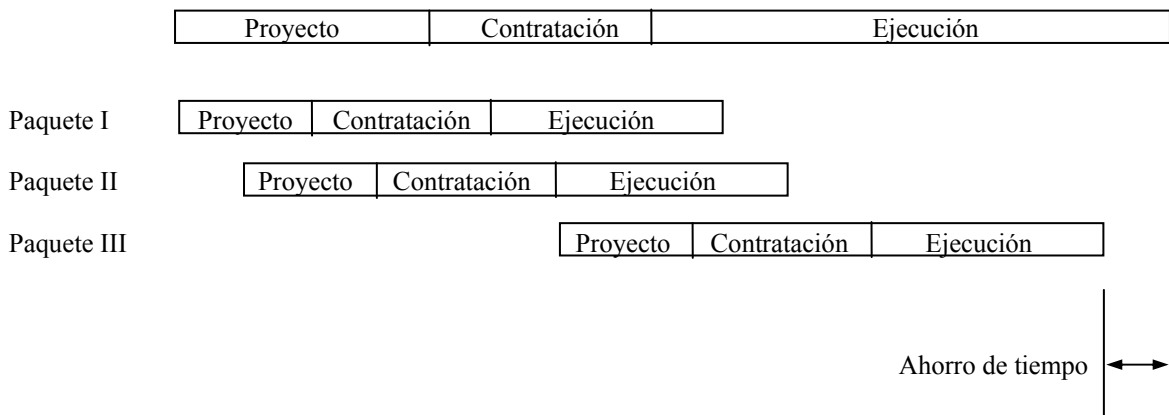 Proyecto Contratación Ejecución
Paquete I Proyecto Contratación Ejecución
Paquete II Proyecto Contratación Ejecución
Paquete III Proyecto Contratación Ejecución
Ahorro de tiempo